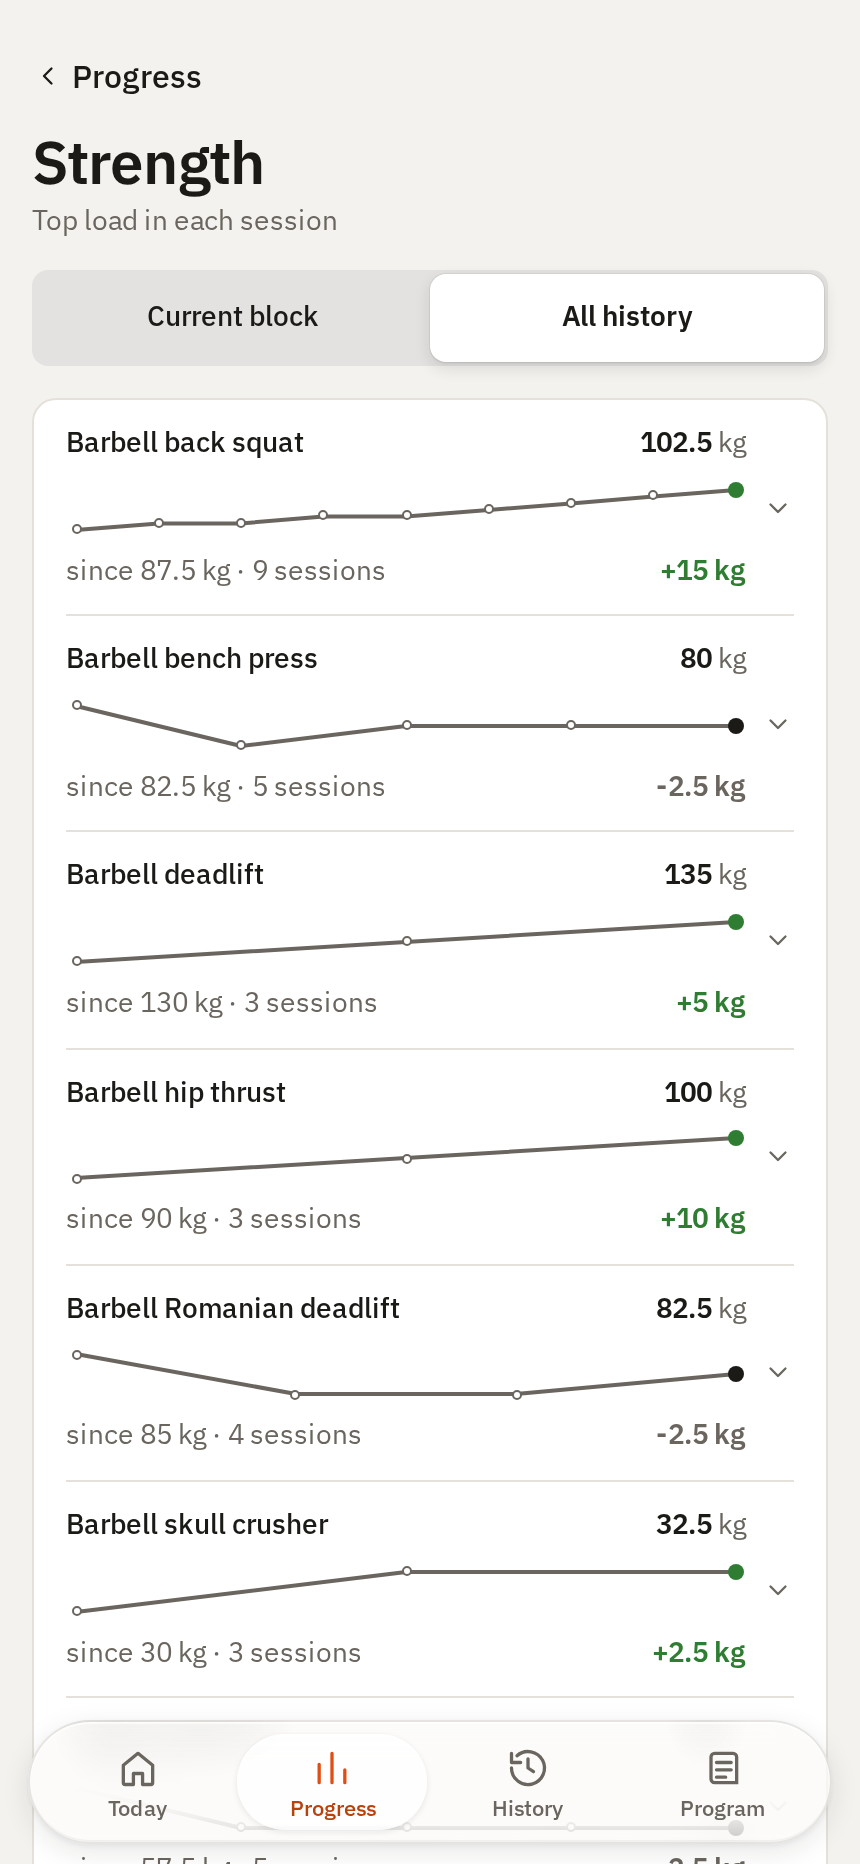 Progress
Strength
Top load in each session
Current block
All history
Barbell back squat 102.5 kg
since 87.5 kg · 9 sessions +15 kg
Barbell bench press 80 kg
since 82.5 kg · 5 sessions -2.5 kg
Barbell deadlift 135 kg
since 130 kg · 3 sessions +5 kg
Barbell hip thrust 100 kg
since 90 kg · 3 sessions +10 kg
Barbell Romanian deadlift 82.5 kg
since 85 kg · 4 sessions -2.5 kg
Barbell skull crusher 32.5 kg
since 30 kg · 3 sessions +2.5 kg
Today
Progress
History
Program